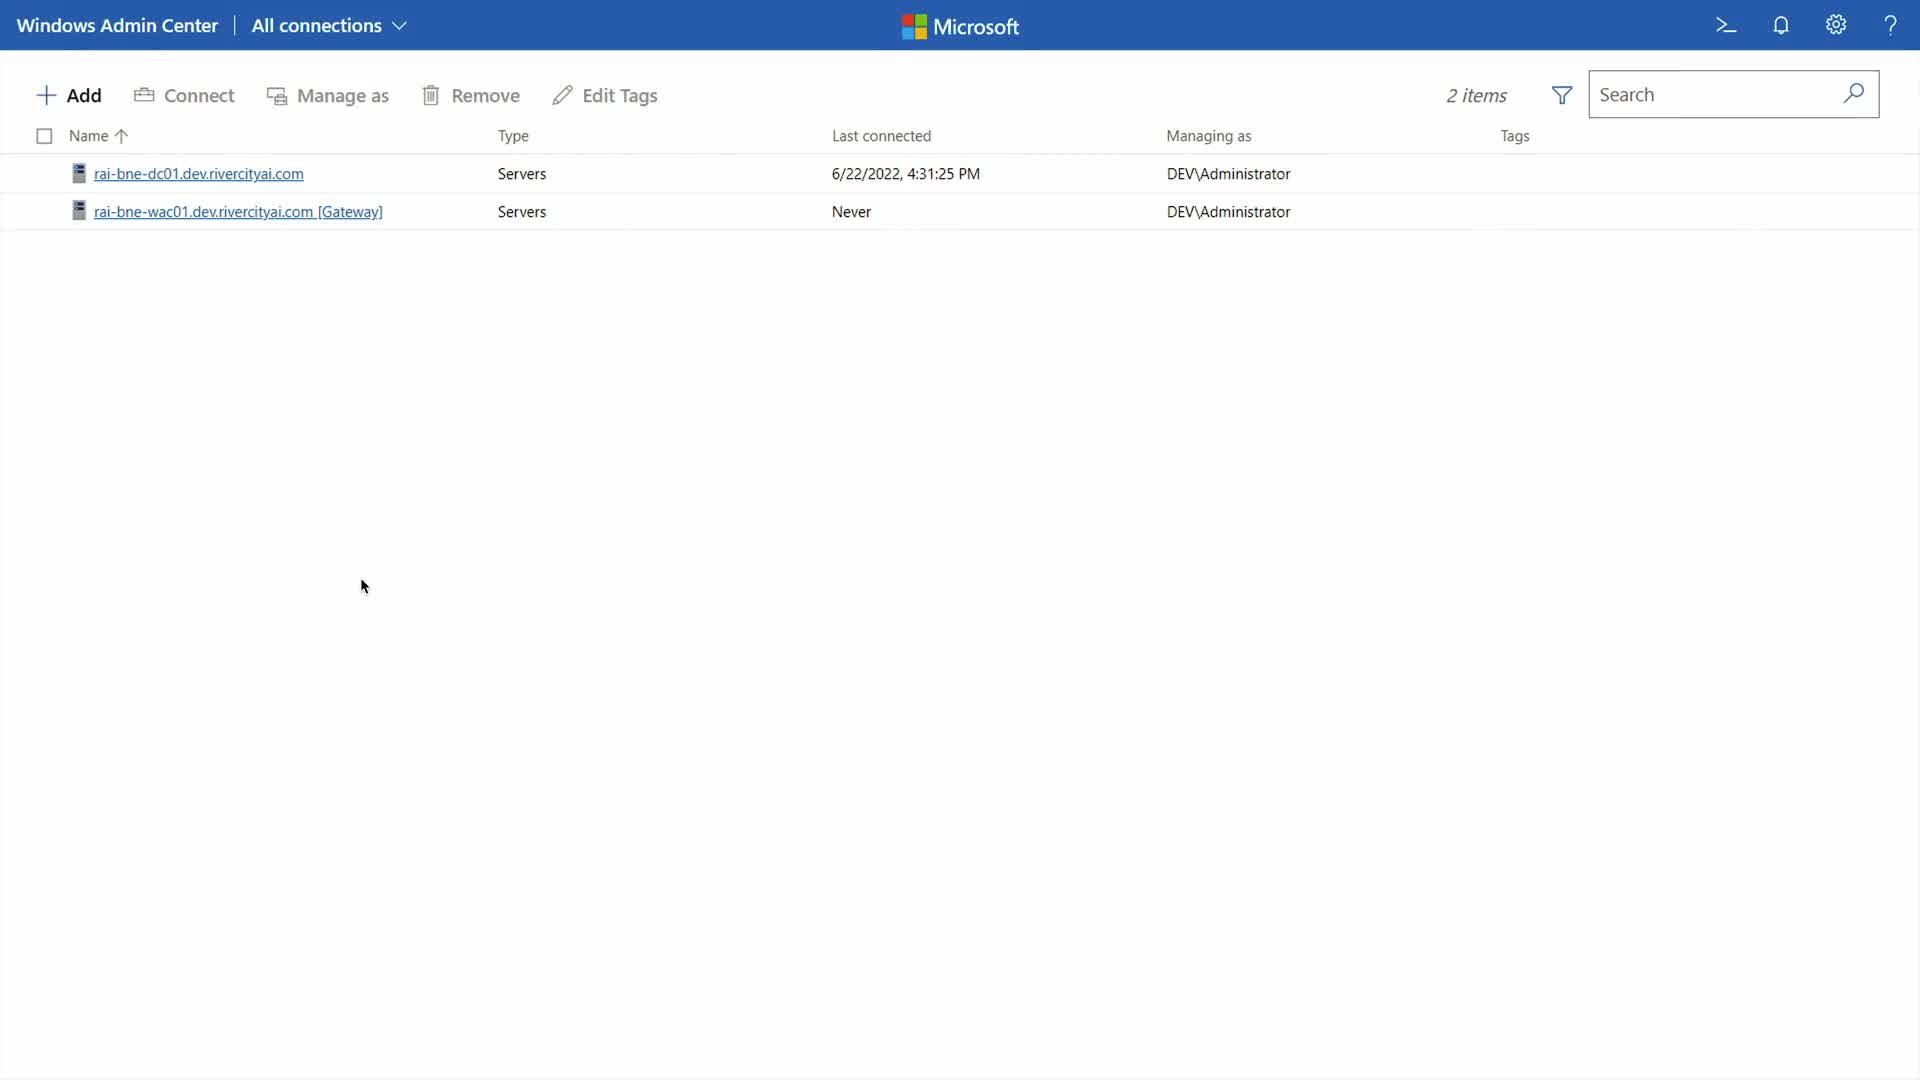 Windows Admin Center All connections Microsoft
Add Connect Manage as Remove Edit Tags 2 items Search
Name Type Last connected Managing as Tags
rai-bne-dc01.dev.rivercityai.com Servers 6/22/2022, 4:31:25 PM DEV\Administrator
rai-bne-wac01.dev.rivercityai.com [Gateway] Servers Never DEV\Administrator